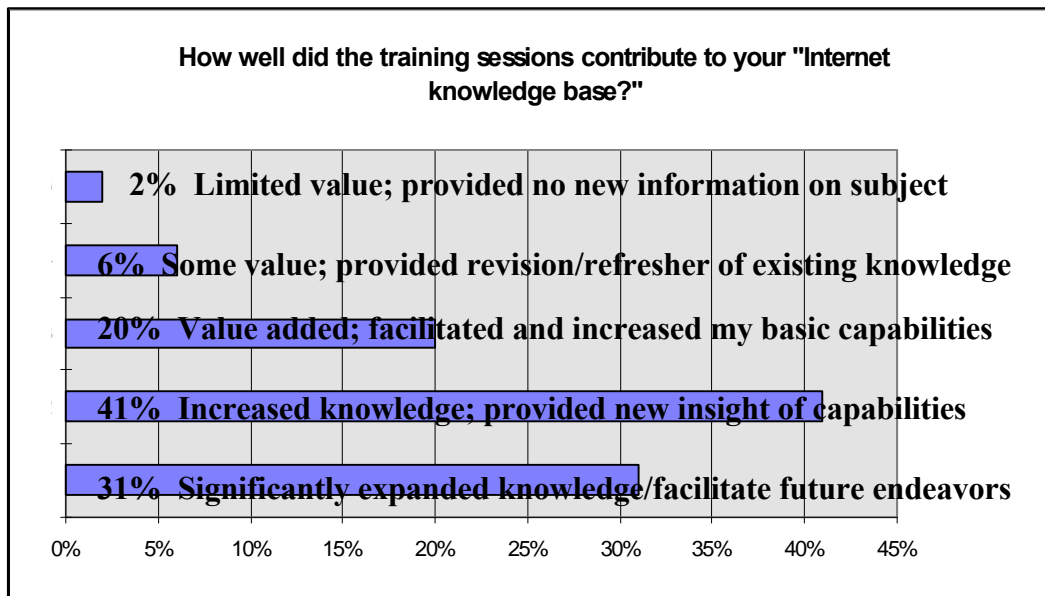 How well did the training sessions contribute to your "Internet
knowledge base?"
2% Limited value; provided no new information on subject
6% Some value; provided revision/refresher of existing knowledge
20% Value added; facilitated and increased my basic capabilities
41% Increased knowledge; provided new insight of capabilities
31% Significantly expanded knowledge/facilitate future endeavors
0% 5% 10% 15% 20% 25% 30% 35% 40% 45%